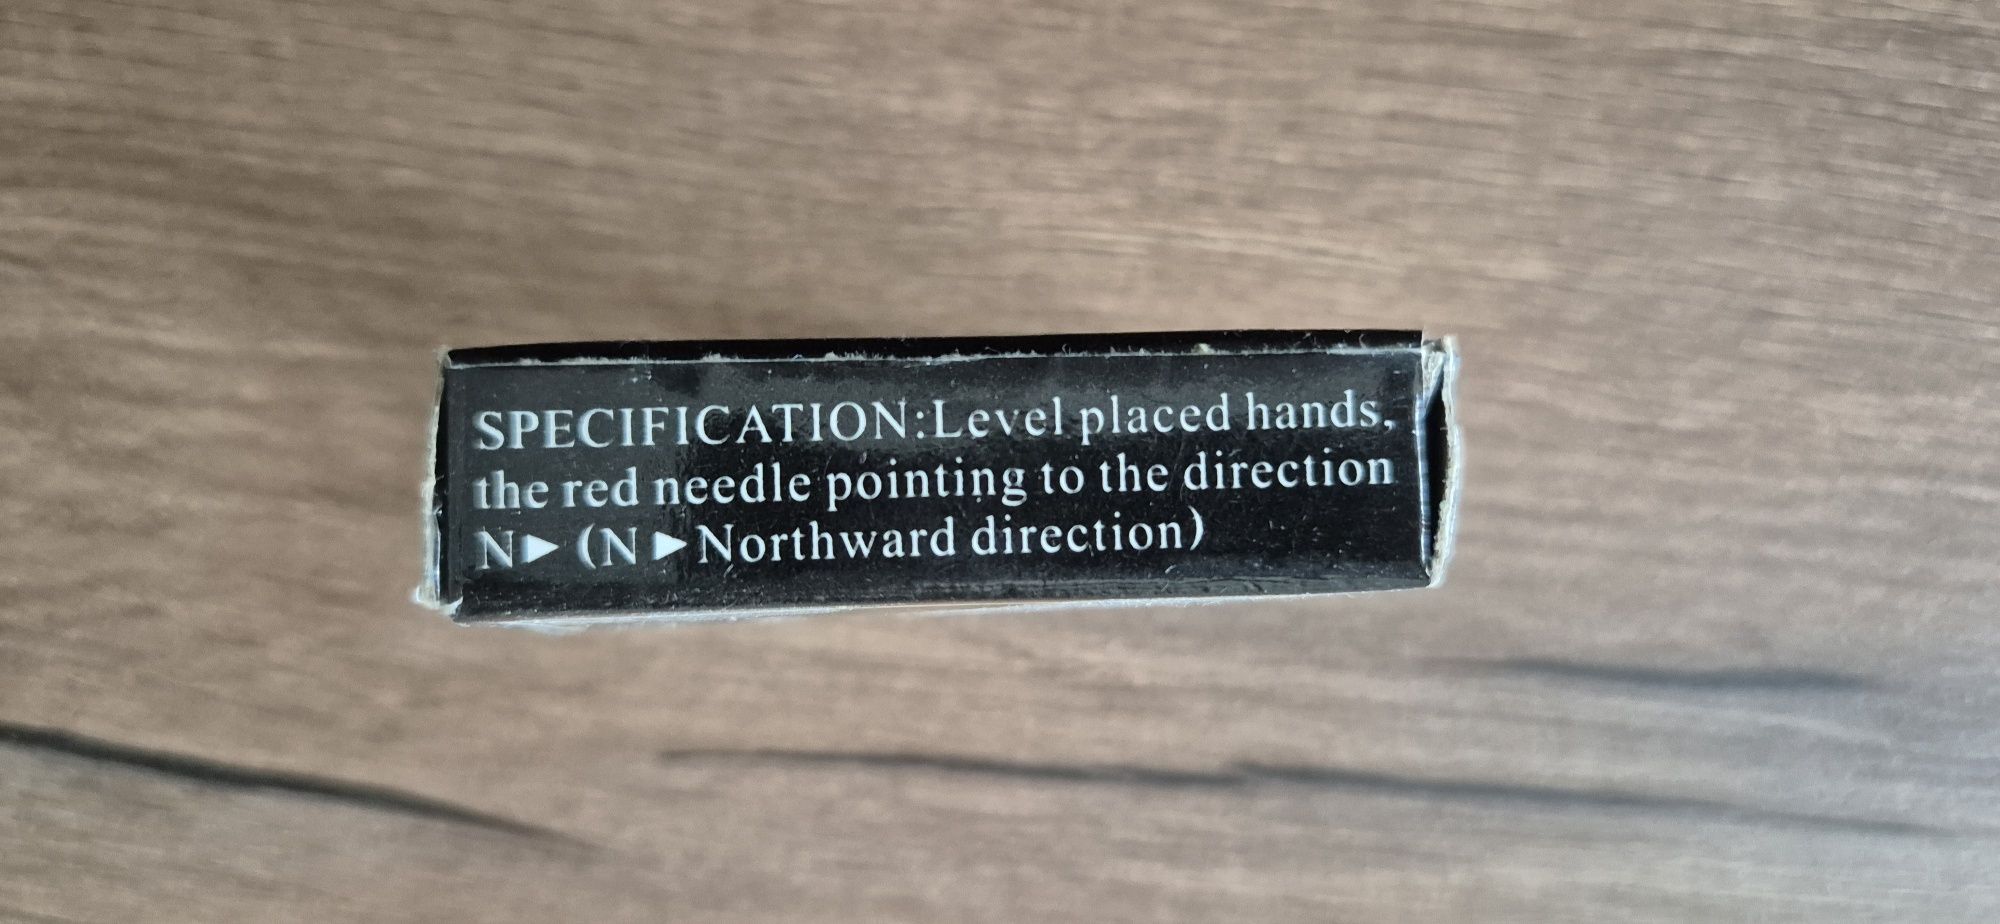 SPECIFICATION:Level placed hands,
the red needle pointing to the direction
N▶ (N ▶Northward direction)